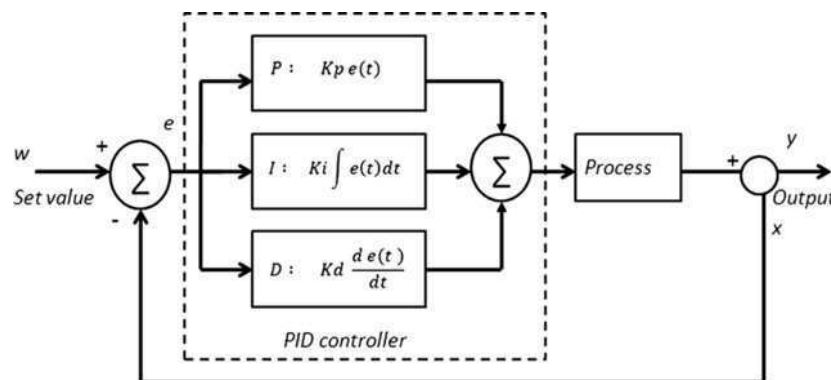 P : Kp e(t)
e
w
+
Σ
-
Set value
I : Ki ∫ e(t)dt
Σ
Process
+
y
Output
x
D : Kd d e(t)/dt
PID controller